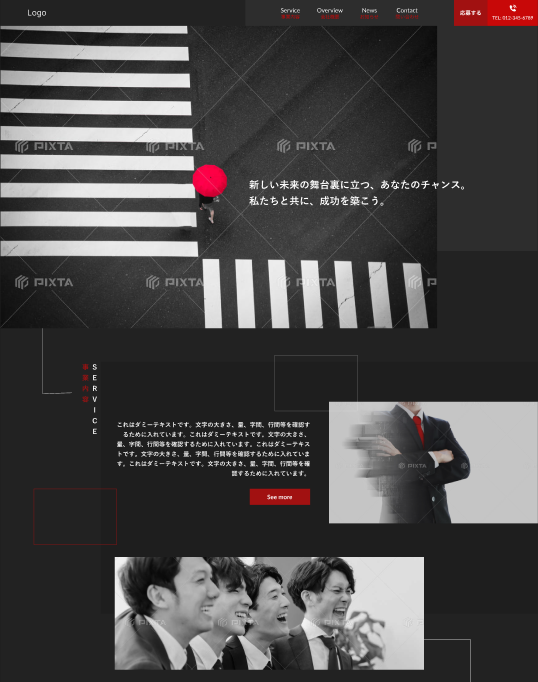 Logo
Service
Overview
News
Contact
応募する
TEL: 012-345-6789
新しい未来の舞台裏に立つ、あなたのチャンス。
私たちと共に、成功を築こう。
PIXTA PIXTA PIXTA P
PIXTA PIXTA PIXTA P
SERVICE
これはダミーテキストです。文字の大きさ、量、字間、行間等を確認す
るために入れています。これはダミーテキストです。文字の大きさ、
量、字間、行間等を確認するために入れています。これはダミーテキス
トです。文字の大きさ、量、字間、行間等を確認するために入れていま
す。これはダミーテキストです。文字の大きさ、量、字間、行間等を確
認するために入れています。
PIXTA
See more
PIXTA PIXTA